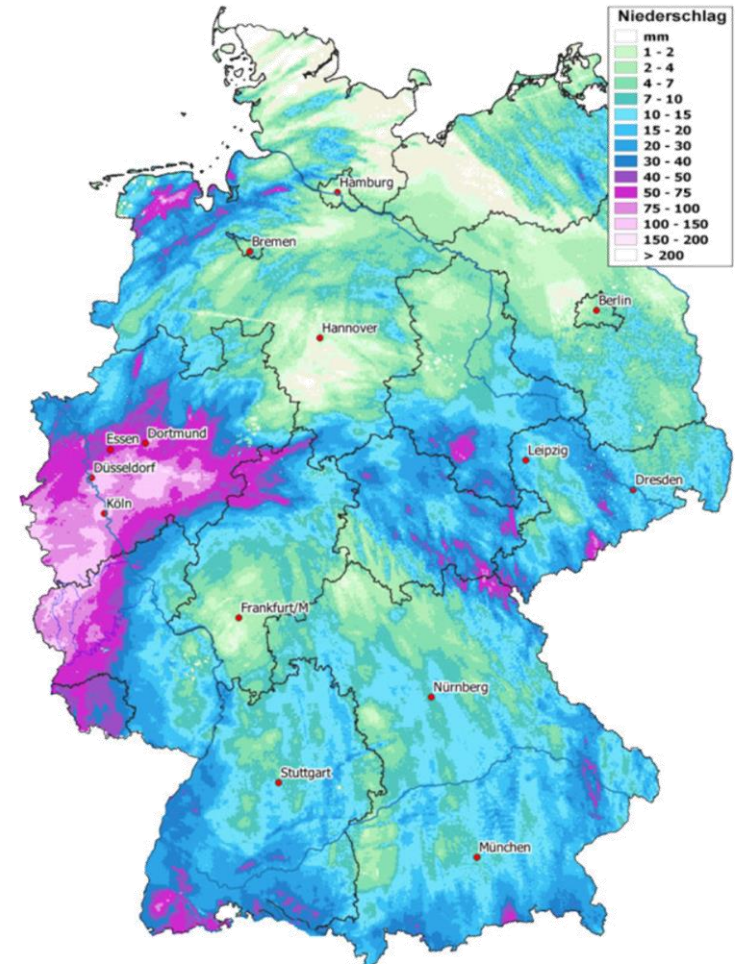 Niederschlag
mm
1 - 2
2 - 4
4 - 7
7 - 10
10 - 15
15 - 20
20 - 30
30 - 40
40 - 50
50 - 75
75 - 100
100 - 150
150 - 200
> 200
Hamburg
Bremen
Berlin
Hannover
Essen
Dortmund
Düsseldorf
Leipzig
Dresden
Köln
Frankfurt/M
Nürnberg
Stuttgart
München